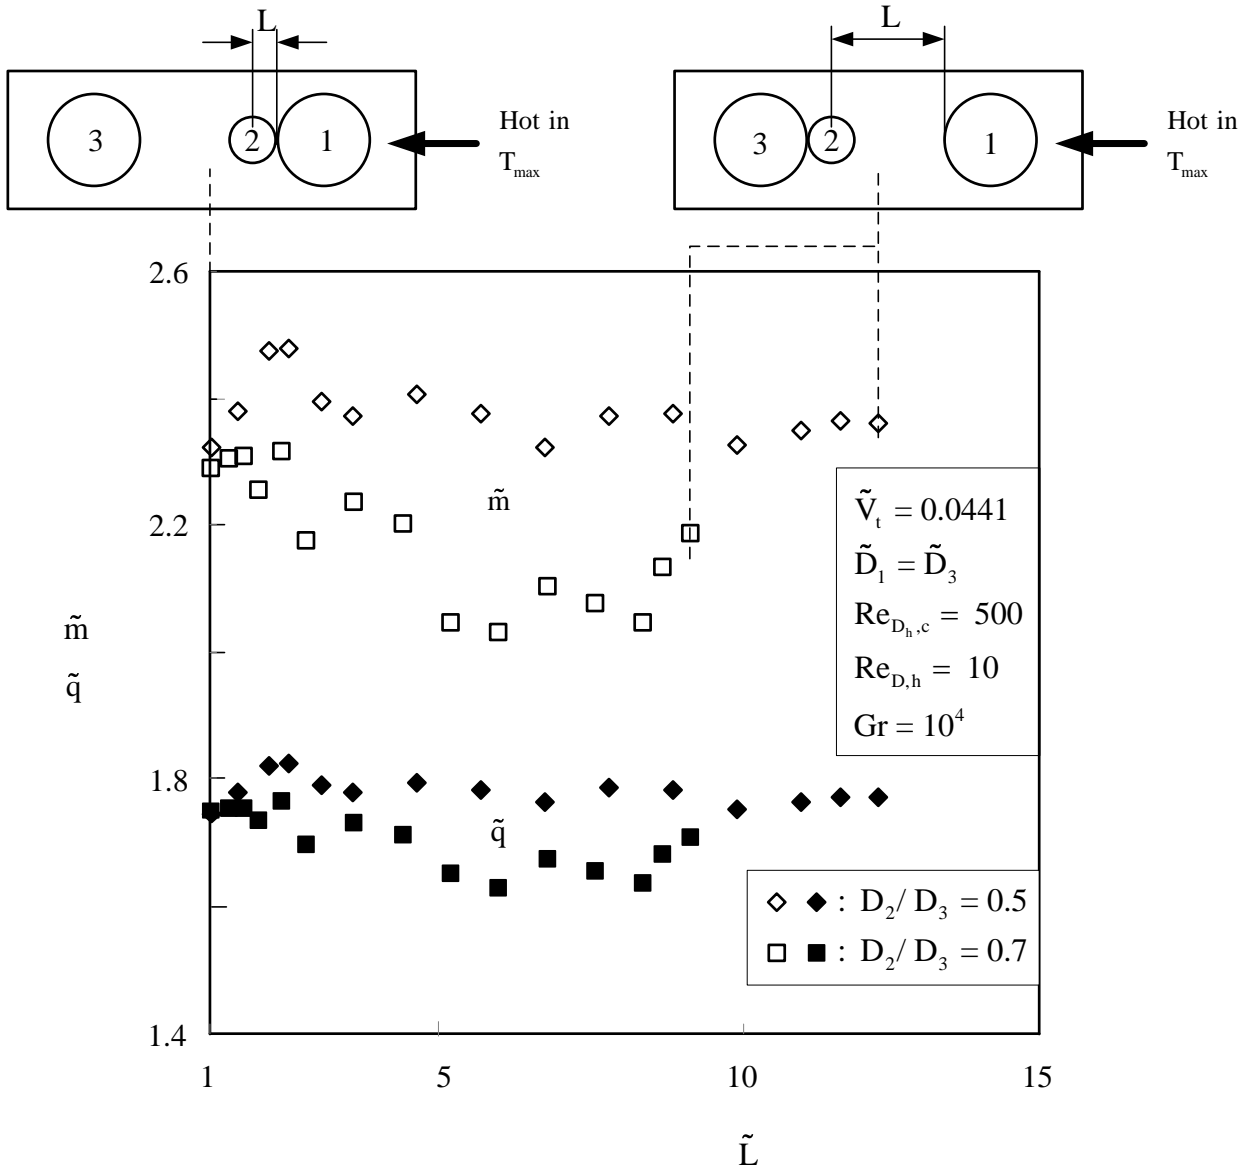 L
L
3
2
1
Hot in
T_max
3
2
1
Hot in
T_max
2.6
2.2
1.8
1.4
m̃
q̃
m̃
q̃
Ṽ_t = 0.0441
D̃_1 = D̃_3
Re_{D_h,c} = 500
Re_{D,h} = 10
Gr = 10^4
: D_2/ D_3 = 0.5
: D_2/ D_3 = 0.7
1
5
10
15
L̃